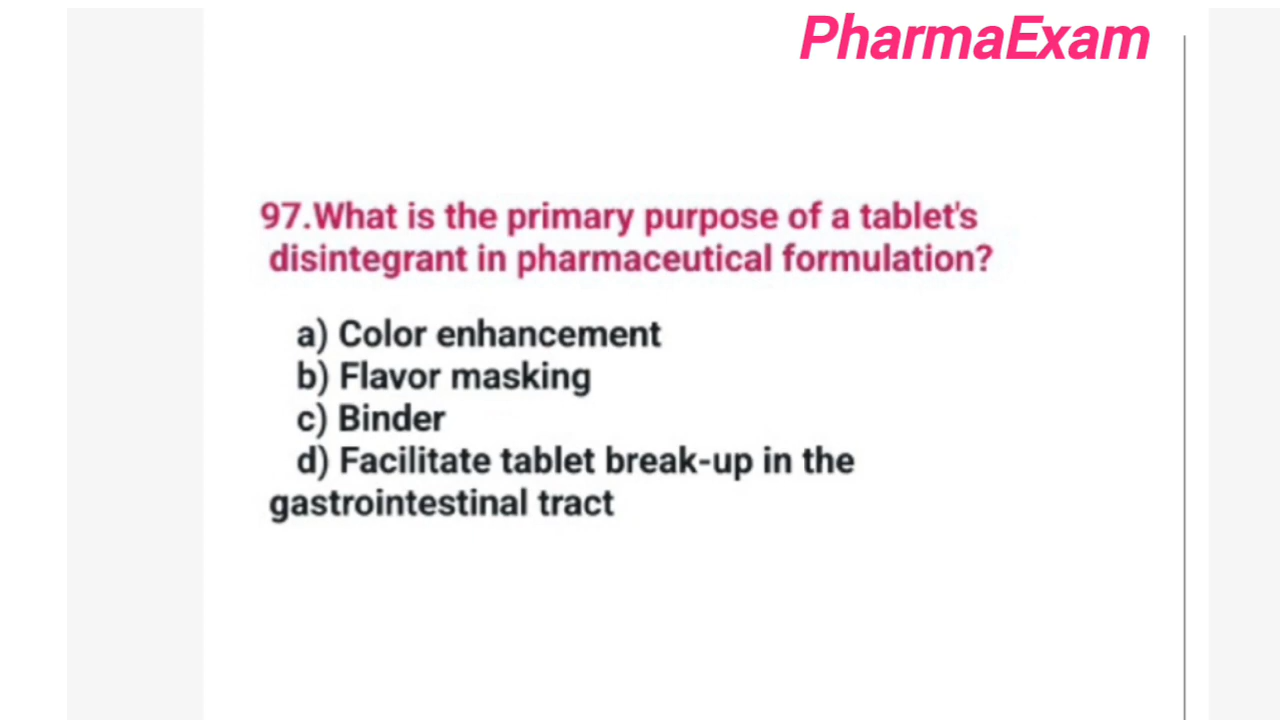 PharmaExam
97.What is the primary purpose of a tablet's
disintegrant in pharmaceutical formulation?
a) Color enhancement
b) Flavor masking
c) Binder
d) Facilitate tablet break-up in the
gastrointestinal tract